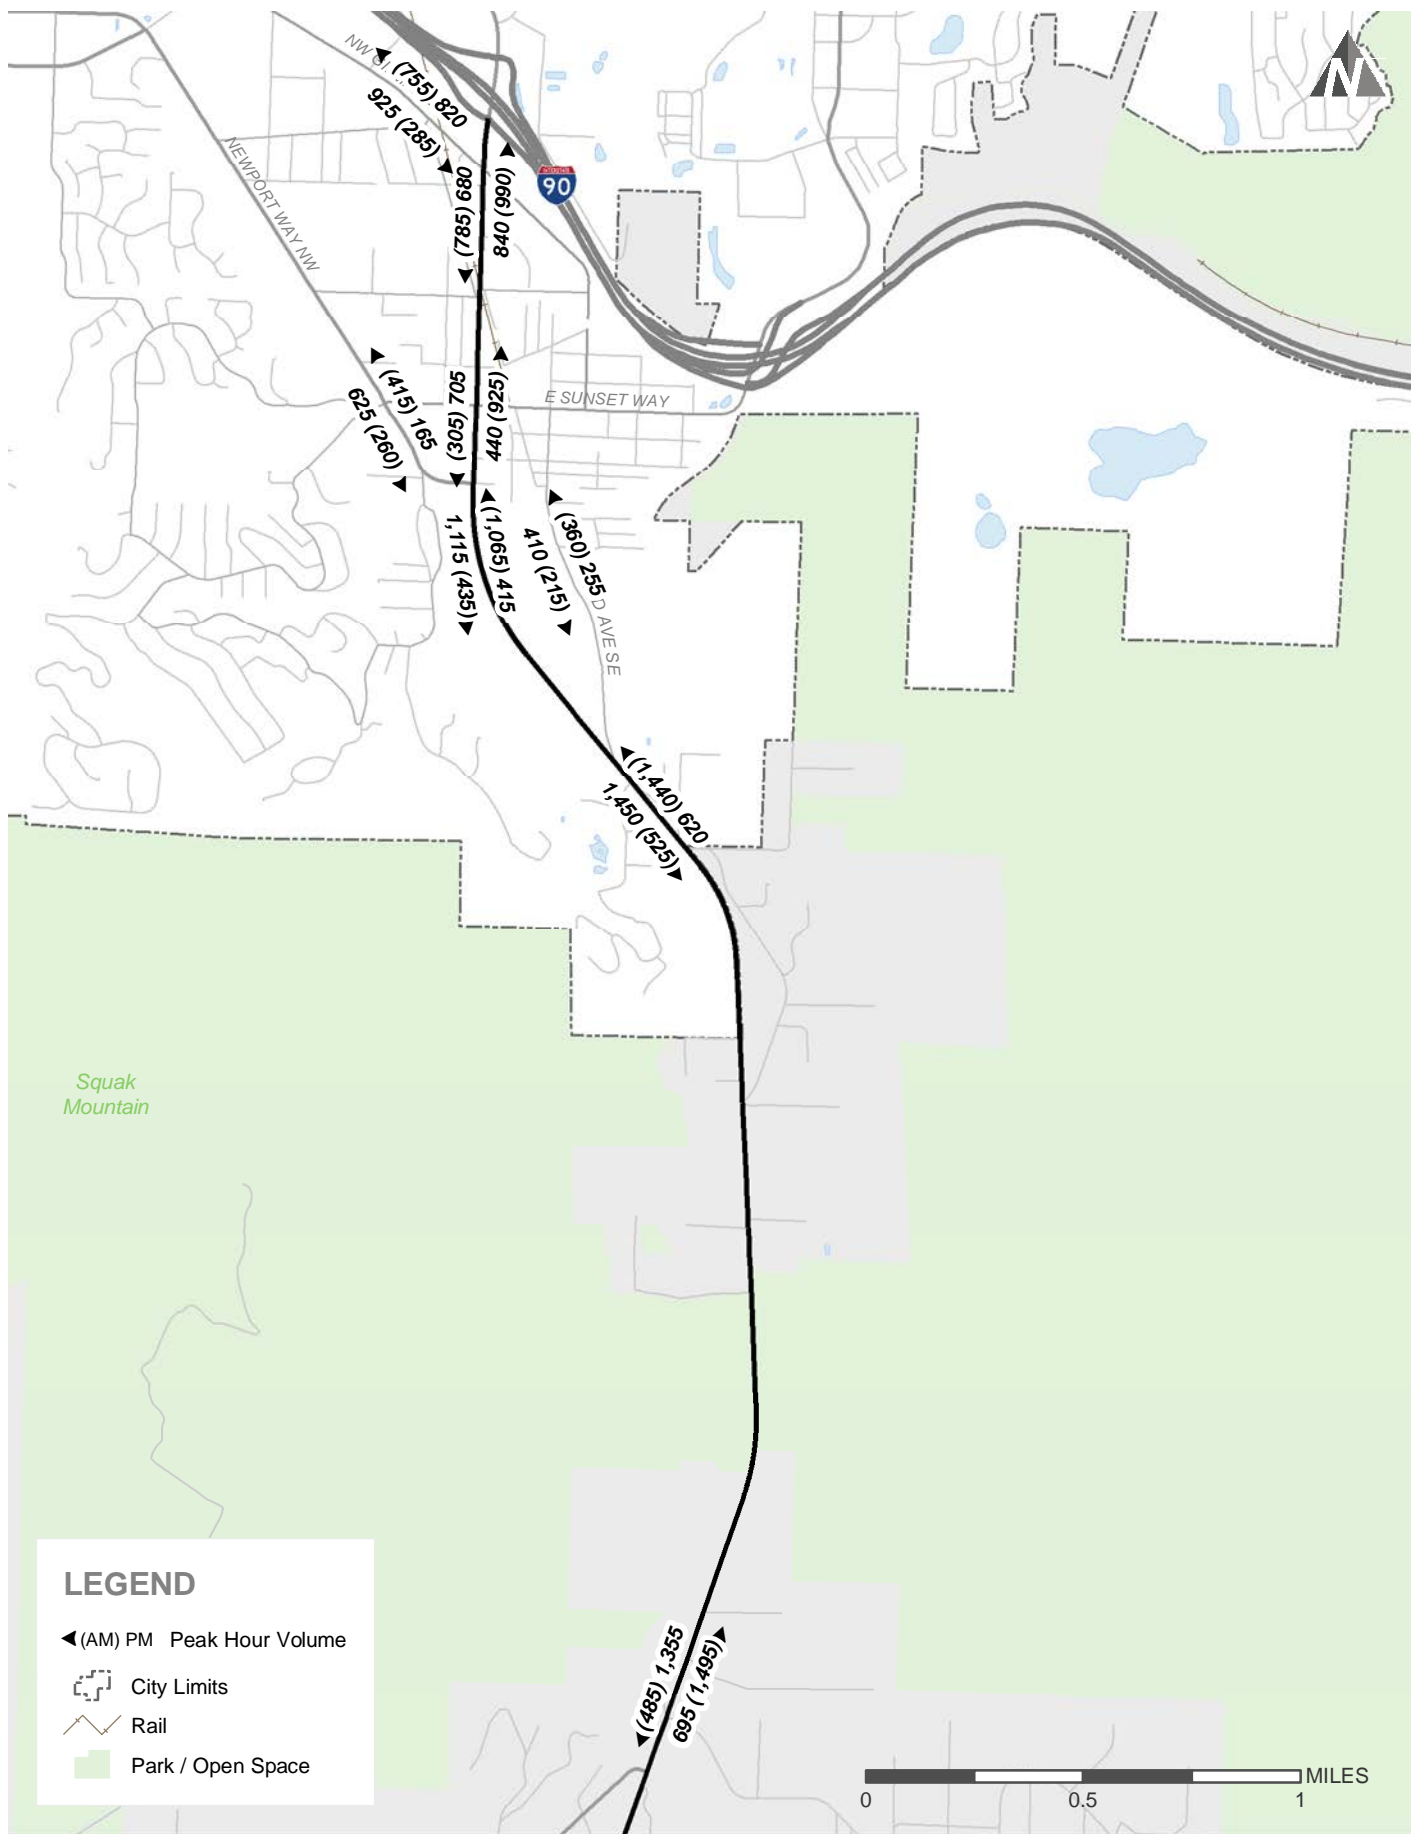 NW GI
(755) 820
925 (285)
(785) 680
840 (990)
INTERSTATE
90
N
NEWPORT WAY NW
(415) 165
625 (260)
(305) 705
440 (925)
E SUNSET WAY
1,115 (435)
(1,065) 415
(360) 255
410 (215)
D AVE SE
(1,440) 620
1,450 (525)
Squak
Mountain
(485) 1,355
695 (1,495)
LEGEND
(AM) PM Peak Hour Volume
City Limits
Rail
Park / Open Space
MILES
0 0.5 1